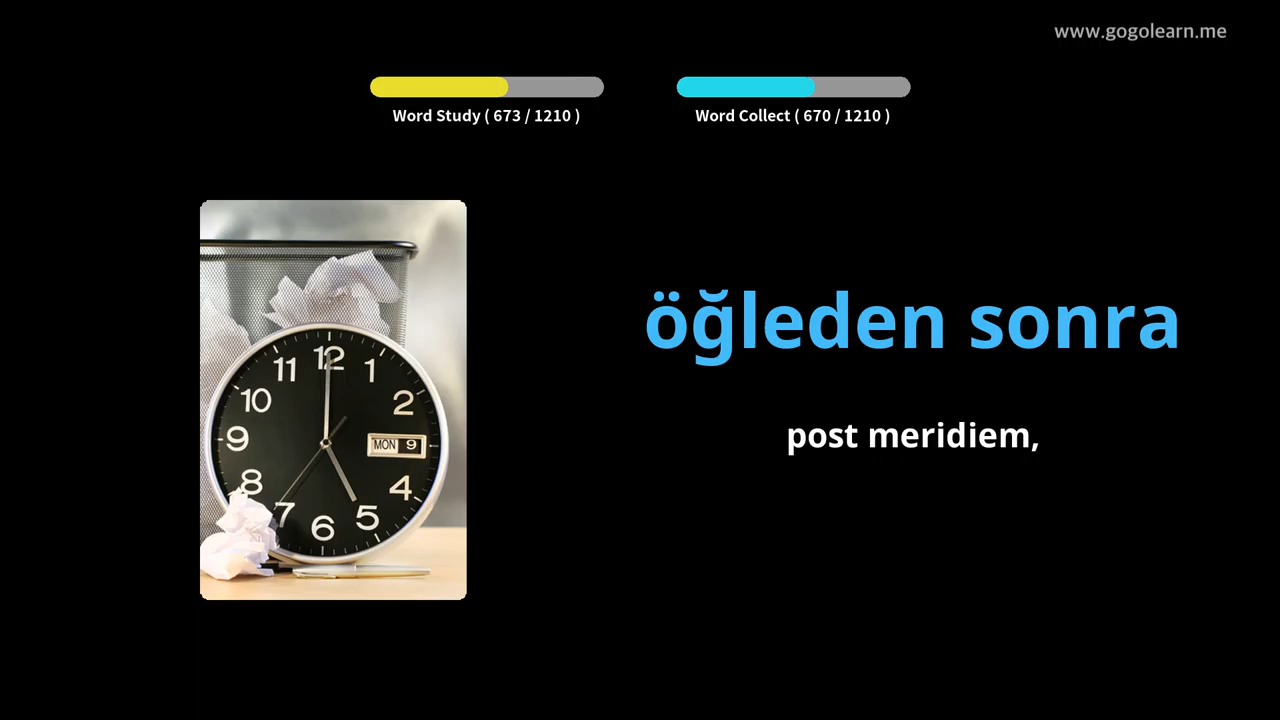 www.gogolearn.me
Word Study ( 673 / 1210 )
Word Collect ( 670 / 1210 )
öğleden sonra
post meridiem,
12
11
1
10
2
9
MON 9
8
4
7
5
6